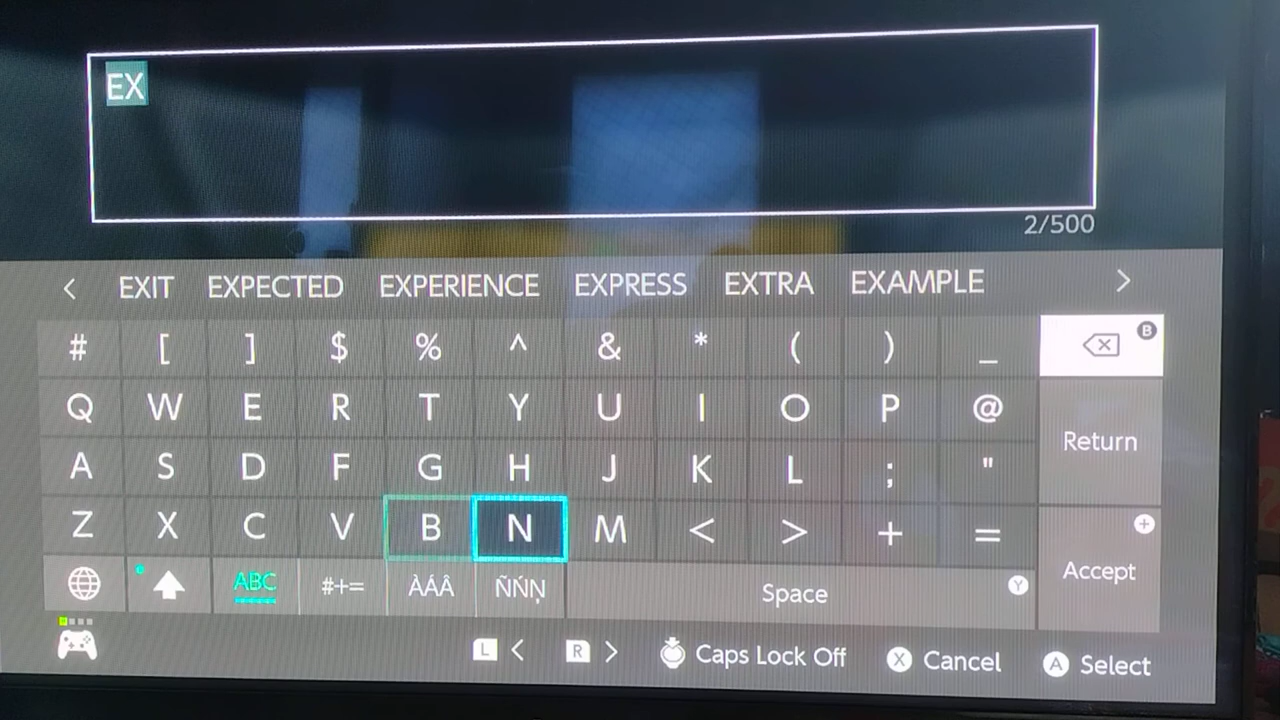 EX
2/500
< EXIT EXPECTED EXPERIENCE EXPRESS EXTRA EXAMPLE >
# [ ] $ % ^ & * ( ) _ B
Q W E R T Y U I O P @
Return
A S D F G H J K L ; "
Z X C V B N M < > + = +
Accept
ABC #+= ÀÁÂ ÑŃŅ Space Y
L < R > Caps Lock Off X Cancel A Select